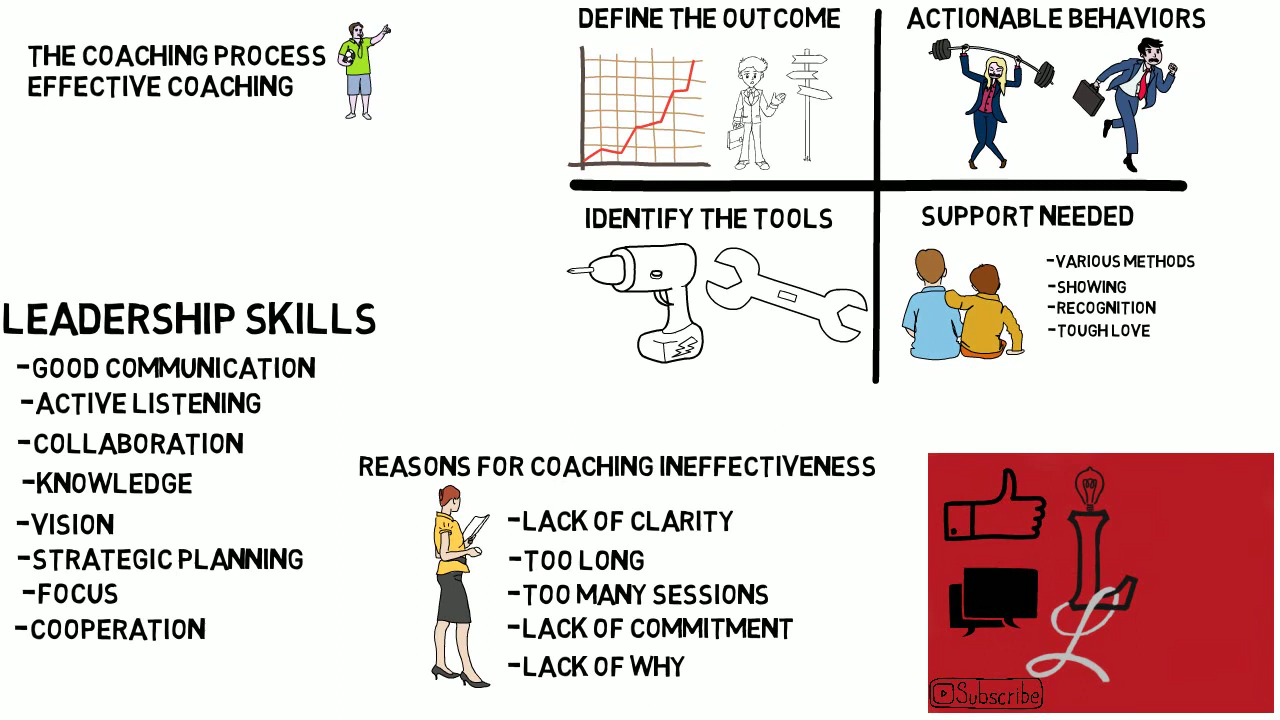 THE COACHING PROCESS
EFFECTIVE COACHING
DEFINE THE OUTCOME
ACTIONABLE BEHAVIORS
IDENTIFY THE TOOLS
SUPPORT NEEDED
-VARIOUS METHODS
-SHOWING
-RECOGNITION
-TOUGH LOVE
LEADERSHIP SKILLS
-GOOD COMMUNICATION
-ACTIVE LISTENING
-COLLABORATION
-KNOWLEDGE
-VISION
-STRATEGIC PLANNING
-FOCUS
-COOPERATION
REASONS FOR COACHING INEFFECTIVENESS
-LACK OF CLARITY
-TOO LONG
-TOO MANY SESSIONS
-LACK OF COMMITMENT
-LACK OF WHY
L
L
Subscribe